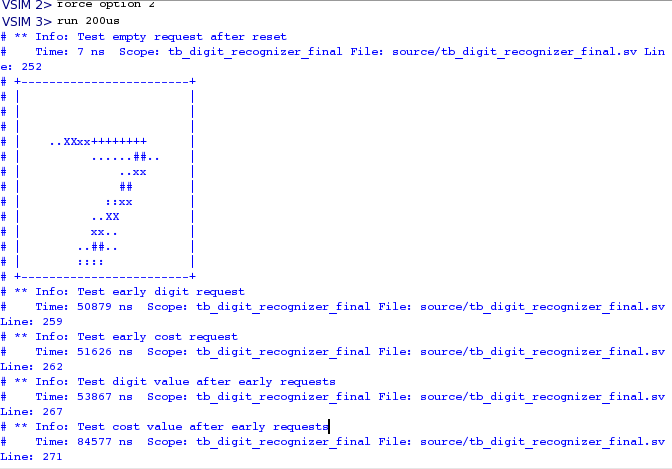 VSIM 2> force option 2
VSIM 3> run 200us
# ** Info: Test empty request after reset
#    Time: 7 ns  Scope: tb_digit_recognizer_final File: source/tb_digit_recognizer_final.sv Lin
e: 252
# +------------------------+
# |                        |
# |                        |
# |                        |
# |    ..XXxx++++++++      |
# |          ......##..    |
# |              ..xx      |
# |              ##        |
# |            ::xx        |
# |          ..XX          |
# |          xx..          |
# |        ..##..          |
# |        ::::            |
# +------------------------+
# ** Info: Test early digit request
#    Time: 50879 ns  Scope: tb_digit_recognizer_final File: source/tb_digit_recognizer_final.sv
Line: 259
# ** Info: Test early cost request
#    Time: 51626 ns  Scope: tb_digit_recognizer_final File: source/tb_digit_recognizer_final.sv
Line: 262
# ** Info: Test digit value after early requests
#    Time: 53867 ns  Scope: tb_digit_recognizer_final File: source/tb_digit_recognizer_final.sv
Line: 267
# ** Info: Test cost value after early requests
#    Time: 84577 ns  Scope: tb_digit_recognizer_final File: source/tb_digit_recognizer_final.sv
Line: 271